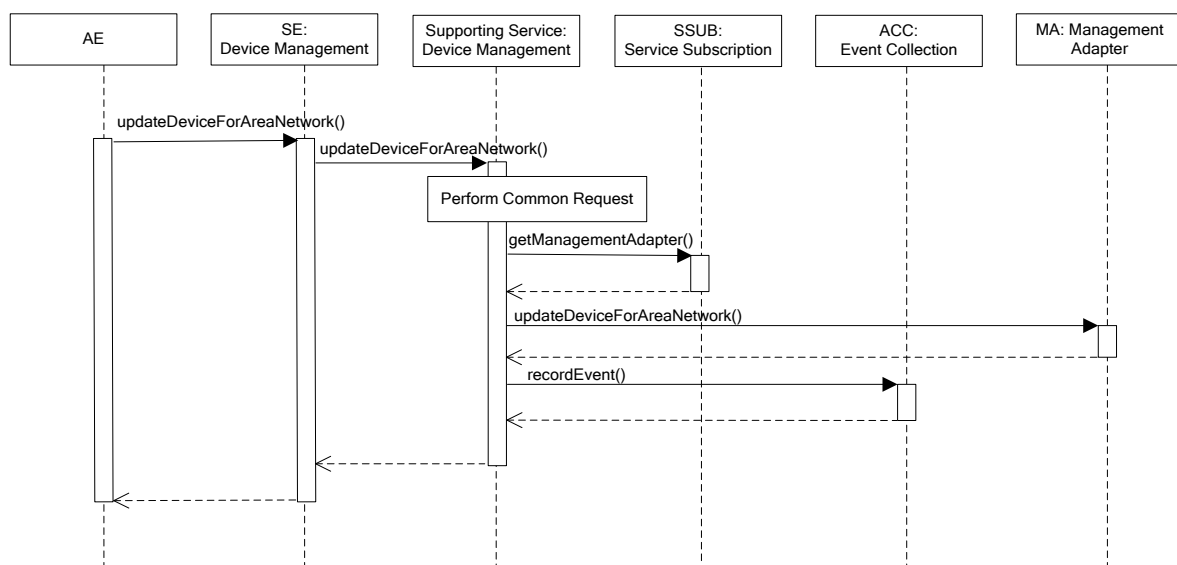 AE
SE:
Device Management
Supporting Service:
Device Management
SSUB:
Service Subscription
ACC:
Event Collection
MA: Management
Adapter
updateDeviceForAreaNetwork()
updateDeviceForAreaNetwork()
Perform Common Request
getManagementAdapter()
updateDeviceForAreaNetwork()
recordEvent()